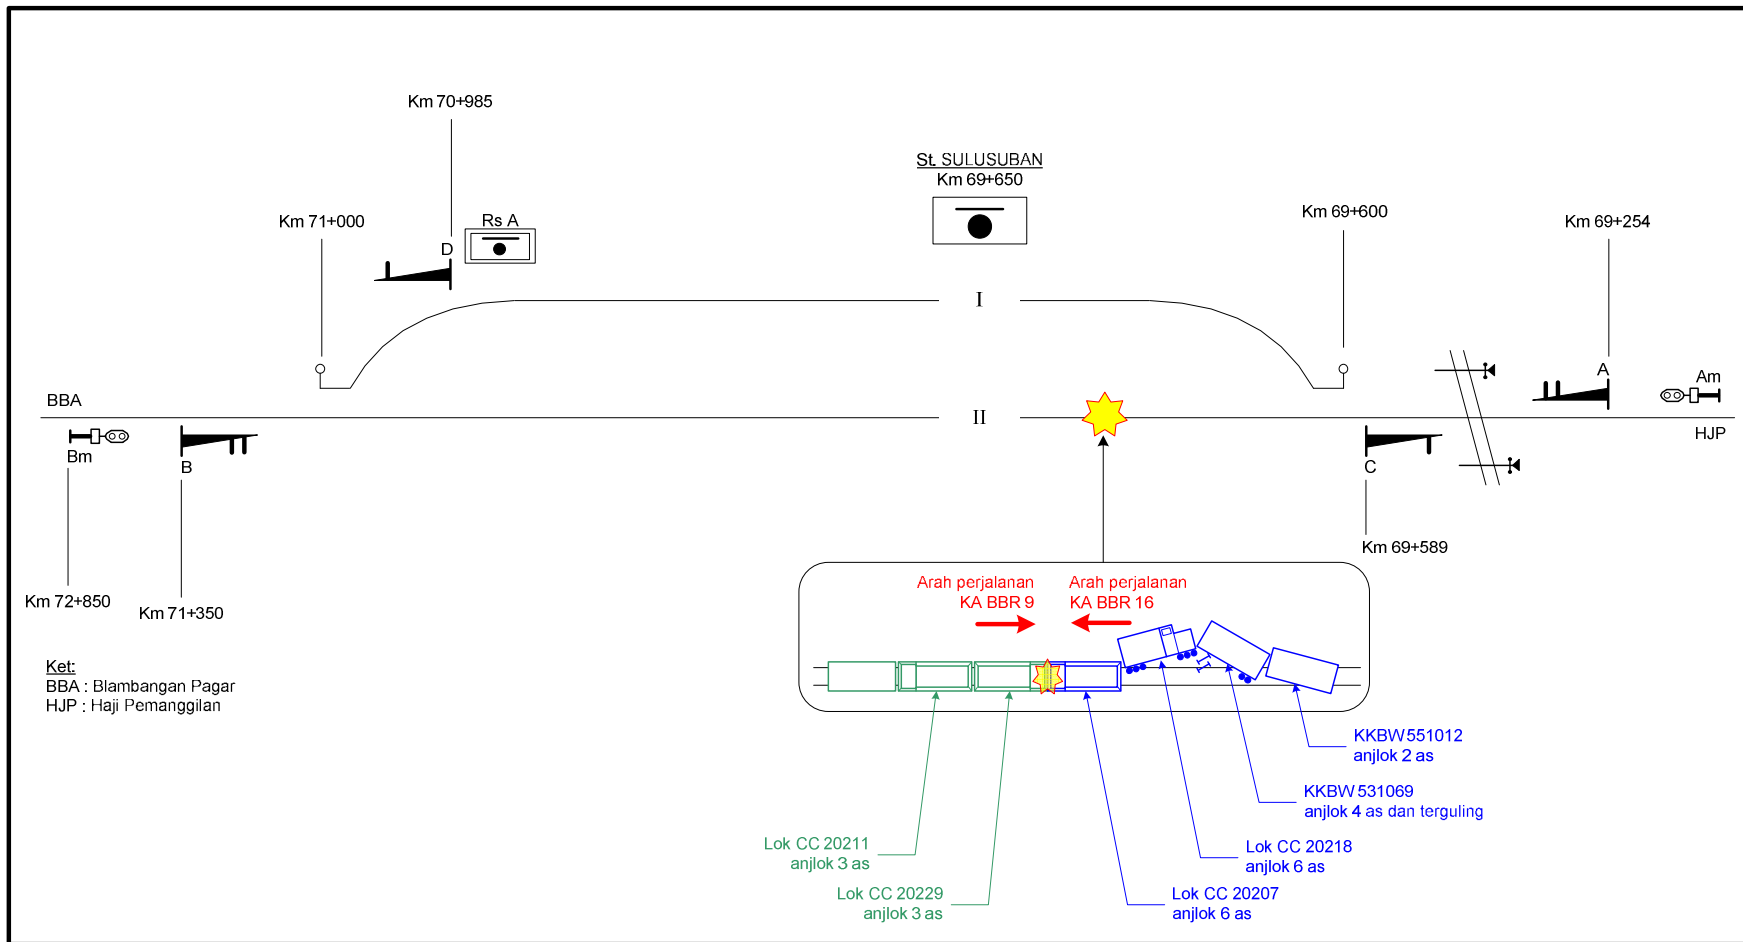 Km 70+985
St. SULUSUBAN
Km 69+650
Km 71+000
Rs A
D
Km 69+600
Km 69+254
I
A
Am
BBA
II
HJP
Bm
B
C
Km 69+589
Km 72+850
Km 71+350
Arah perjalanan
KA BBR 9
Arah perjalanan
KA BBR 16
Ket:
BBA : Blambangan Pagar
HJP : Haji Pemanggilan
KKBW 551012
anjlok 2 as
KKBW 531069
anjlok 4 as dan terguling
Lok CC 20211
anjlok 3 as
Lok CC 20218
anjlok 6 as
Lok CC 20229
anjlok 3 as
Lok CC 20207
anjlok 6 as